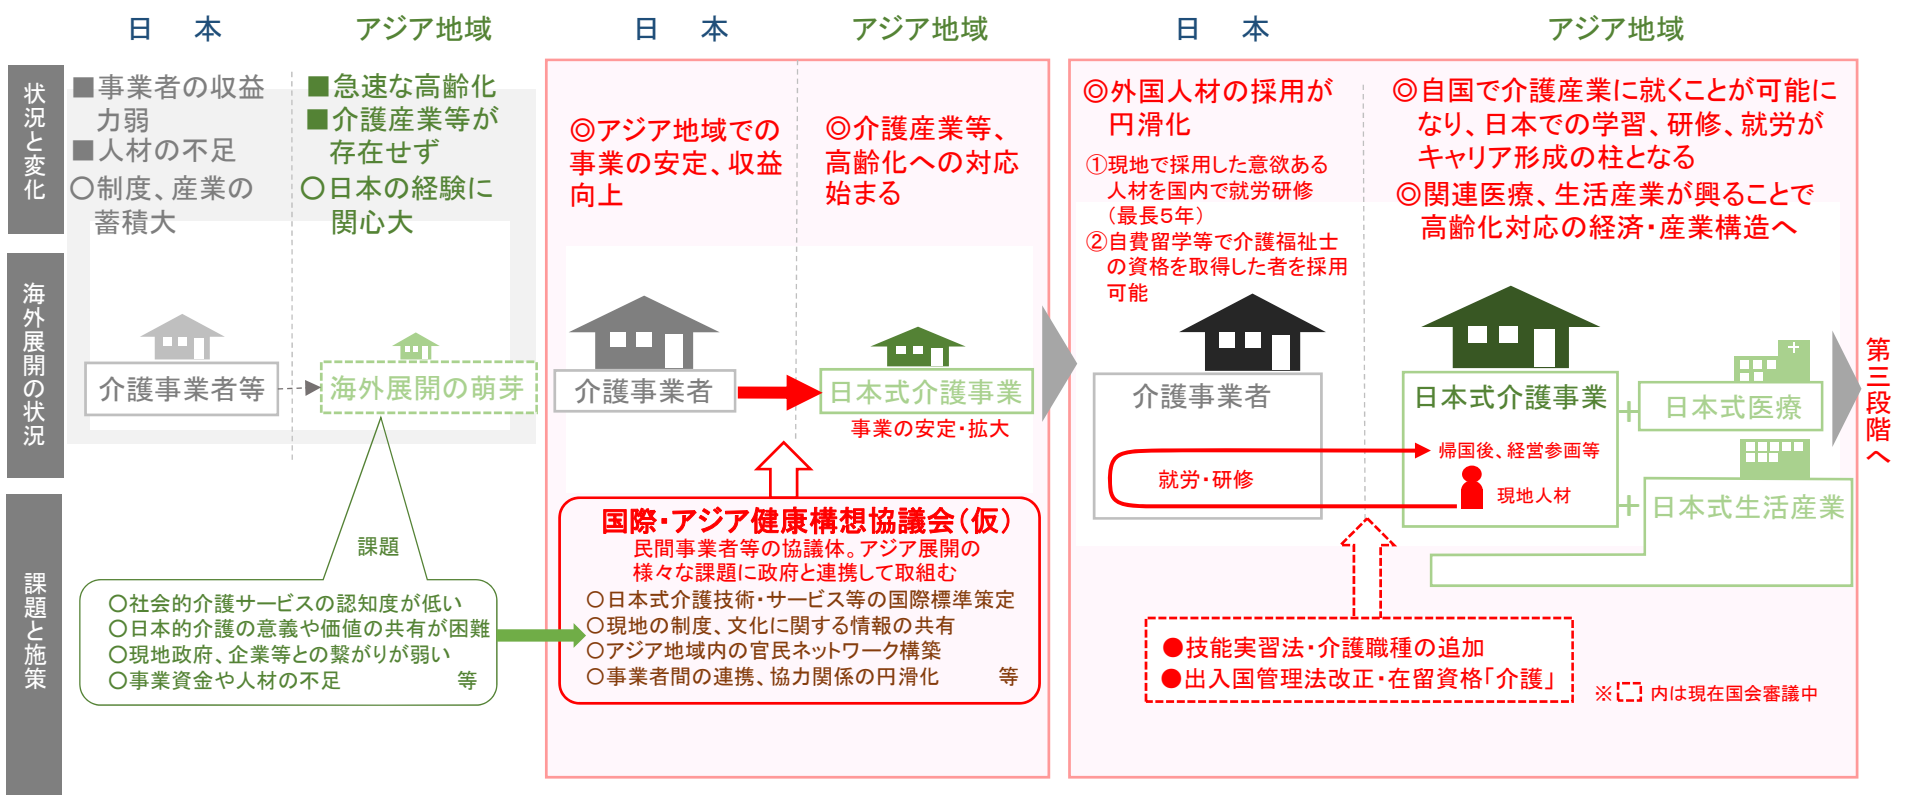 日　本
アジア地域
日　本
アジア地域
日　本
アジア地域
状況と変化
■事業者の収益
力弱
■人材の不足
○制度、産業の
蓄積大
■急速な高齢化
■介護産業等が
存在せず
○日本の経験に
関心大
◎アジア地域での
事業の安定、収益
向上
◎介護産業等、
高齢化への対応
始まる
◎外国人材の採用が
円滑化
①現地で採用した意欲ある
人材を国内で就労研修
（最長5年）
②自費留学等で介護福祉士
の資格を取得した者を採用
可能
◎自国で介護産業に就くことが可能に
なり、日本での学習、研修、就労が
キャリア形成の柱となる
◎関連医療、生活産業が興ることで
高齢化対応の経済・産業構造へ
海外展開の状況
介護事業者等
海外展開の萌芽
介護事業者
日本式介護事業
事業の安定・拡大
介護事業者
就労・研修
日本式介護事業
帰国後、経営参画等
現地人材
+
日本式医療
+
日本式生活産業
第三段階へ
課題と施策
課題
○社会的介護サービスの認知度が低い
○日本的介護の意義や価値の共有が困難
○現地政府、企業等との繋がりが弱い
○事業資金や人材の不足　等
国際・アジア健康構想協議会（仮）
民間事業者等の協議体。アジア展開の
様々な課題に政府と連携して取組む
○日本式介護技術・サービス等の国際標準策定
○現地の制度、文化に関する情報の共有
○アジア地域内の官民ネットワーク構築
○事業者間の連携、協力関係の円滑化　等
●技能実習法・介護職種の追加
●出入国管理法改正・在留資格「介護」
※ 内は現在国会審議中